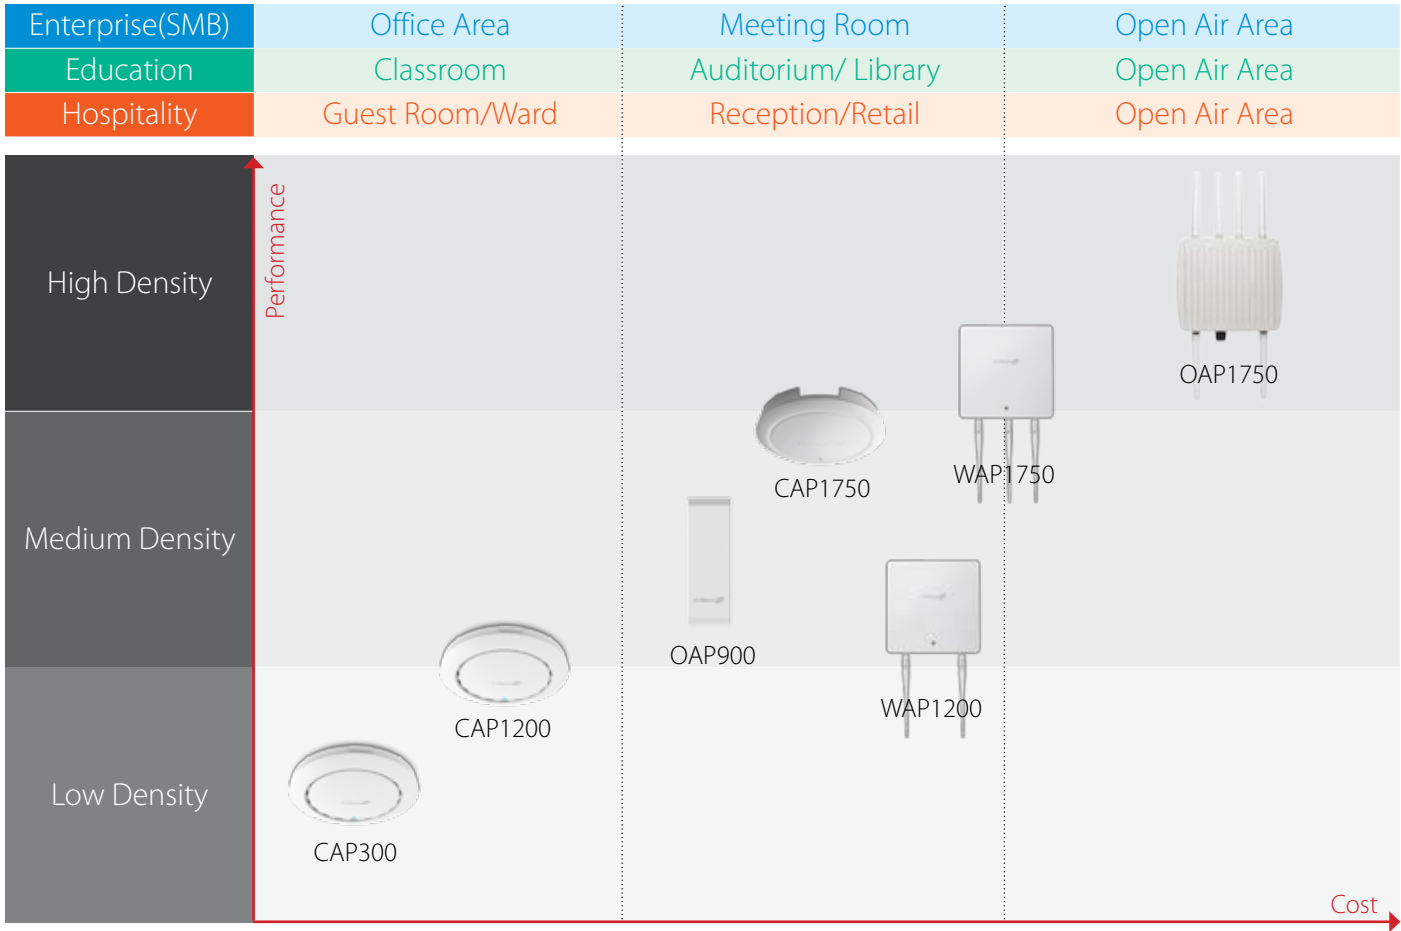 Enterprise(SMB) Office Area Meeting Room Open Air Area
Education Classroom Auditorium/ Library Open Air Area
Hospitality Guest Room/Ward Reception/Retail Open Air Area
Performance
High Density
OAP1750
CAP1750
WAP1750
Medium Density
OAP900
WAP1200
CAP1200
Low Density
CAP300
Cost